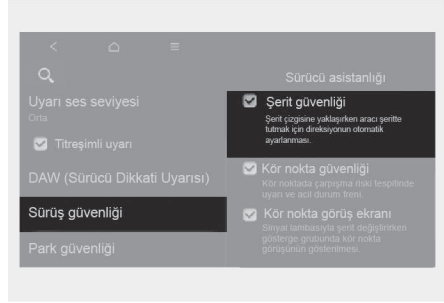 Uyarı ses seviyesi
Orta
Titreşimli uyarı
DAW (Sürücü Dikkati Uyarısı)
Sürüş güvenliği
Park güvenliği
Sürücü asistanlığı
Şerit güvenliği
Şerit çizgisine yaklaşırken aracı şeritte
tutmak için direksiyonun otomatik
ayarlanması.
Kör nokta güvenliği
Kör noktada çarpışma riski tespitinde
uyarı ve acil durum freni.
Kör nokta görüş ekranı
Sinyal lambasıyla şerit değiştirirken
gösterge grubunda kör nokta
görüşünün gösterilmesi.